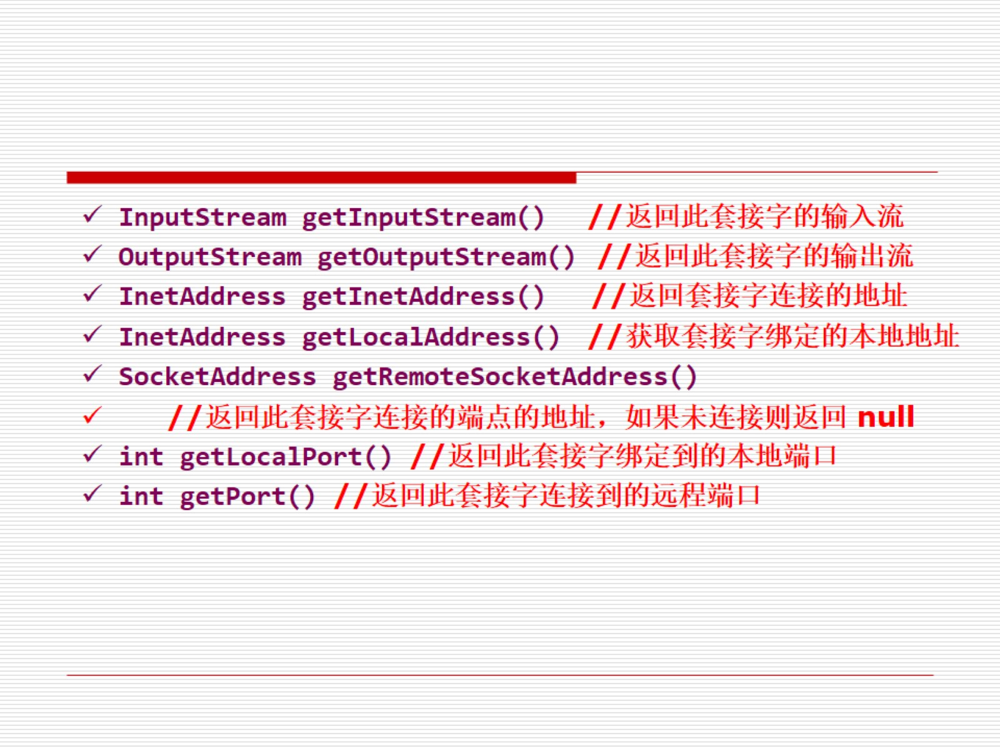 ✓ InputStream getInputStream() //返回此套接字的输入流
✓ OutputStream getOutputStream() //返回此套接字的输出流
✓ InetAddress getInetAddress() //返回套接字连接的地址
✓ InetAddress getLocalAddress() //获取套接字绑定的本地地址
✓ SocketAddress getRemoteSocketAddress()
✓ //返回此套接字连接的端点的地址，如果未连接则返回 null
✓ int getLocalPort() //返回此套接字绑定到的本地端口
✓ int getPort() //返回此套接字连接到的远程端口